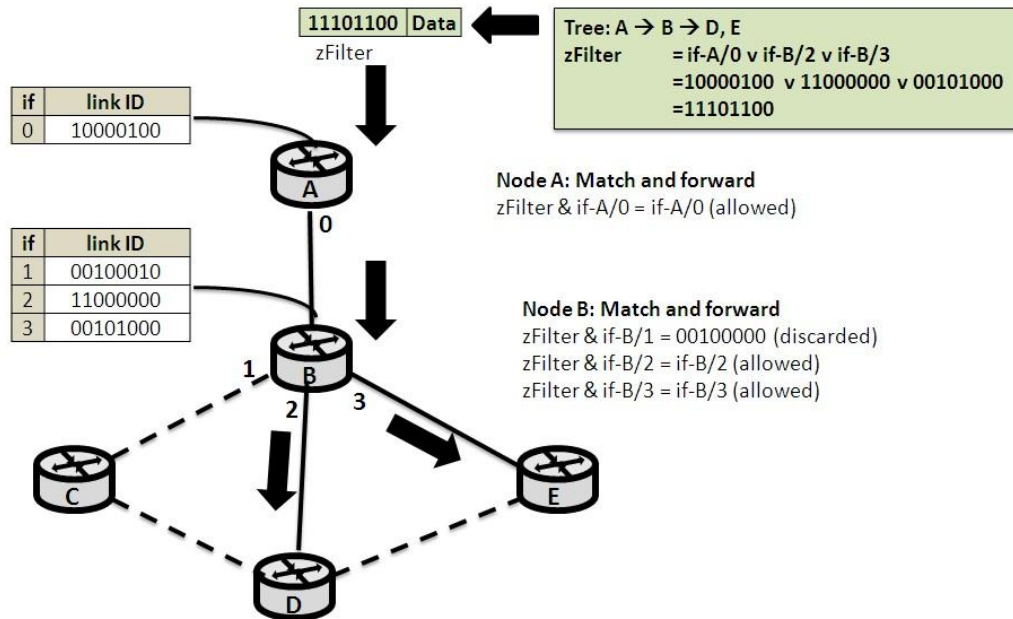 11101100 Data
zFilter
Tree: A → B → D, E
zFilter = if-A/0 v if-B/2 v if-B/3
=10000100 v 11000000 v 00101000
=11101100
if link ID
0 10000100
A
0
Node A: Match and forward
zFilter & if-A/0 = if-A/0 (allowed)
if link ID
1 00100010
2 11000000
3 00101000
B
1
2
3
Node B: Match and forward
zFilter & if-B/1 = 00100000 (discarded)
zFilter & if-B/2 = if-B/2 (allowed)
zFilter & if-B/3 = if-B/3 (allowed)
C
E
D